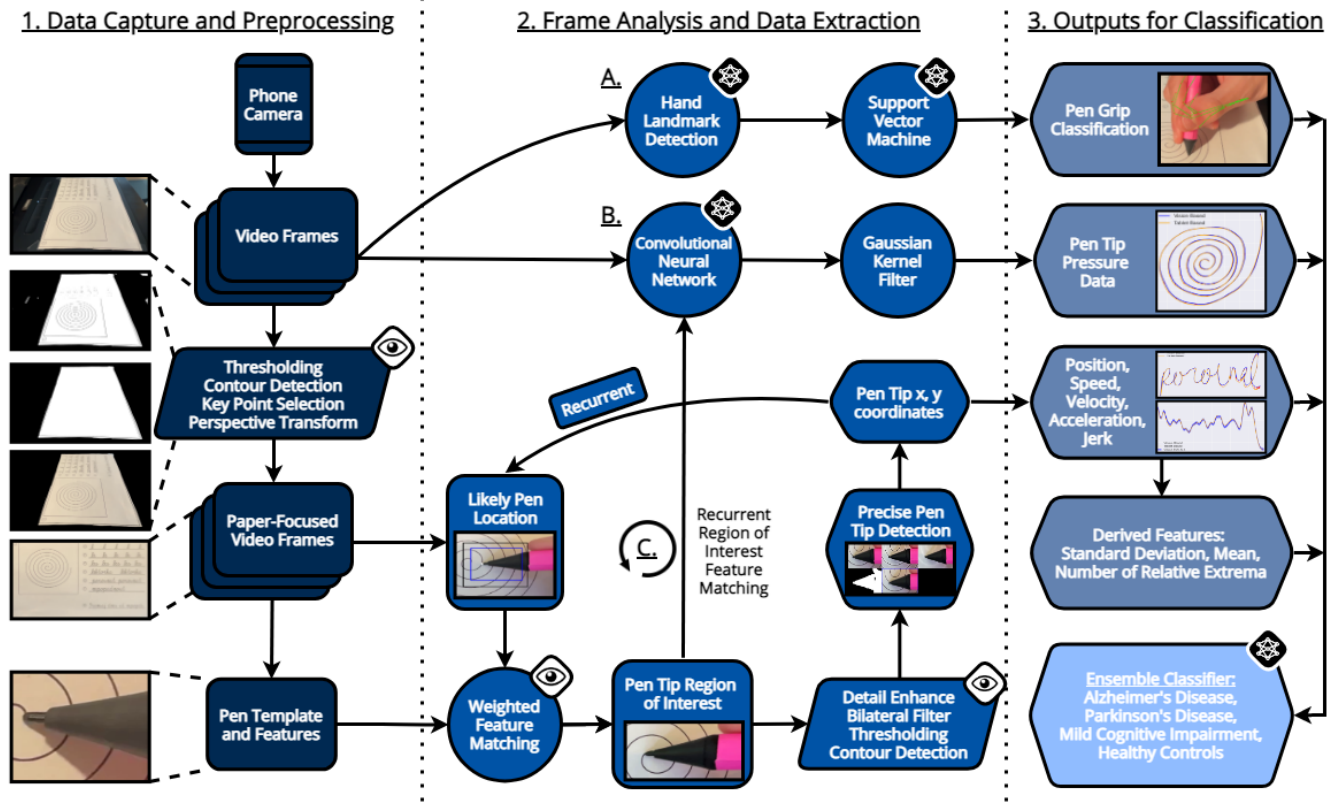 1. Data Capture and Preprocessing
Phone
Camera
Video Frames
Thresholding
Contour Detection
Key Point Selection
Perspective Transform
Paper-Focused
Video Frames
Pen Template
and Features
2. Frame Analysis and Data Extraction
A.
Hand
Landmark
Detection
Support
Vector
Machine
B.
Convolutional
Neural
Network
Gaussian
Kernel
Filter
Recurrent
Pen Tip x, y
coordinates
Likely Pen
Location
C.
Recurrent
Region of
Interest
Feature
Matching
Precise Pen
Tip Detection
Weighted
Feature
Matching
Pen Tip Region
of Interest
Detail Enhance
Bilateral Filter
Thresholding
Contour Detection
3. Outputs for Classification
Pen Grip
Classification
Pen Tip
Pressure
Data
Position,
Speed,
Velocity,
Acceleration,
Jerk
Derived Features:
Standard Deviation, Mean,
Number of Relative Extrema
Ensemble Classifier:
Alzheimer's Disease,
Parkinson's Disease,
Mild Cognitive Impairment,
Healthy Controls